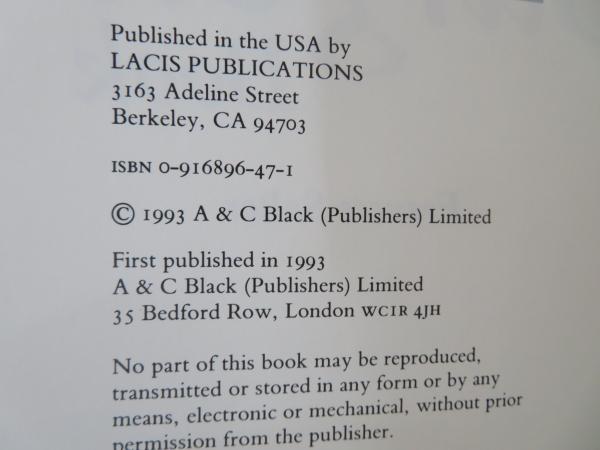 Published in the USA by
LACIS PUBLICATIONS
3163 Adeline Street
Berkeley, CA 94703
ISBN 0-916896-47-1
© 1993 A & C Black (Publishers) Limited
First published in 1993
A & C Black (Publishers) Limited
35 Bedford Row, London WC1R 4JH
No part of this book may be reproduced,
transmitted or stored in any form or by any
means, electronic or mechanical, without prior
permission from the publisher.